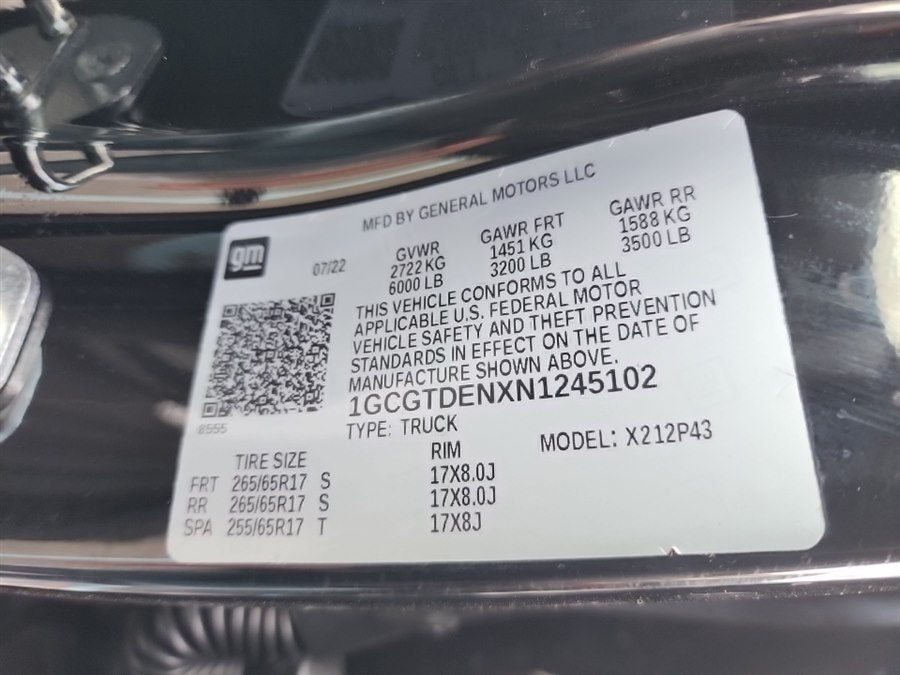 MFD BY GENERAL MOTORS LLC
gm
07/22
GVWR
2722 KG
6000 LB
GAWR FRT
1451 KG
3200 LB
GAWR RR
1588 KG
3500 LB
THIS VEHICLE CONFORMS TO ALL
APPLICABLE U.S. FEDERAL MOTOR
VEHICLE SAFETY AND THEFT PREVENTION
STANDARDS IN EFFECT ON THE DATE OF
MANUFACTURE SHOWN ABOVE.
8555
1GCGTDENXN1245102
TYPE: TRUCK
MODEL: X212P43
TIRE SIZE RIM
FRT 265/65R17 S 17X8.0J
RR 265/65R17 S 17X8.0J
SPA 255/65R17 T 17X8J